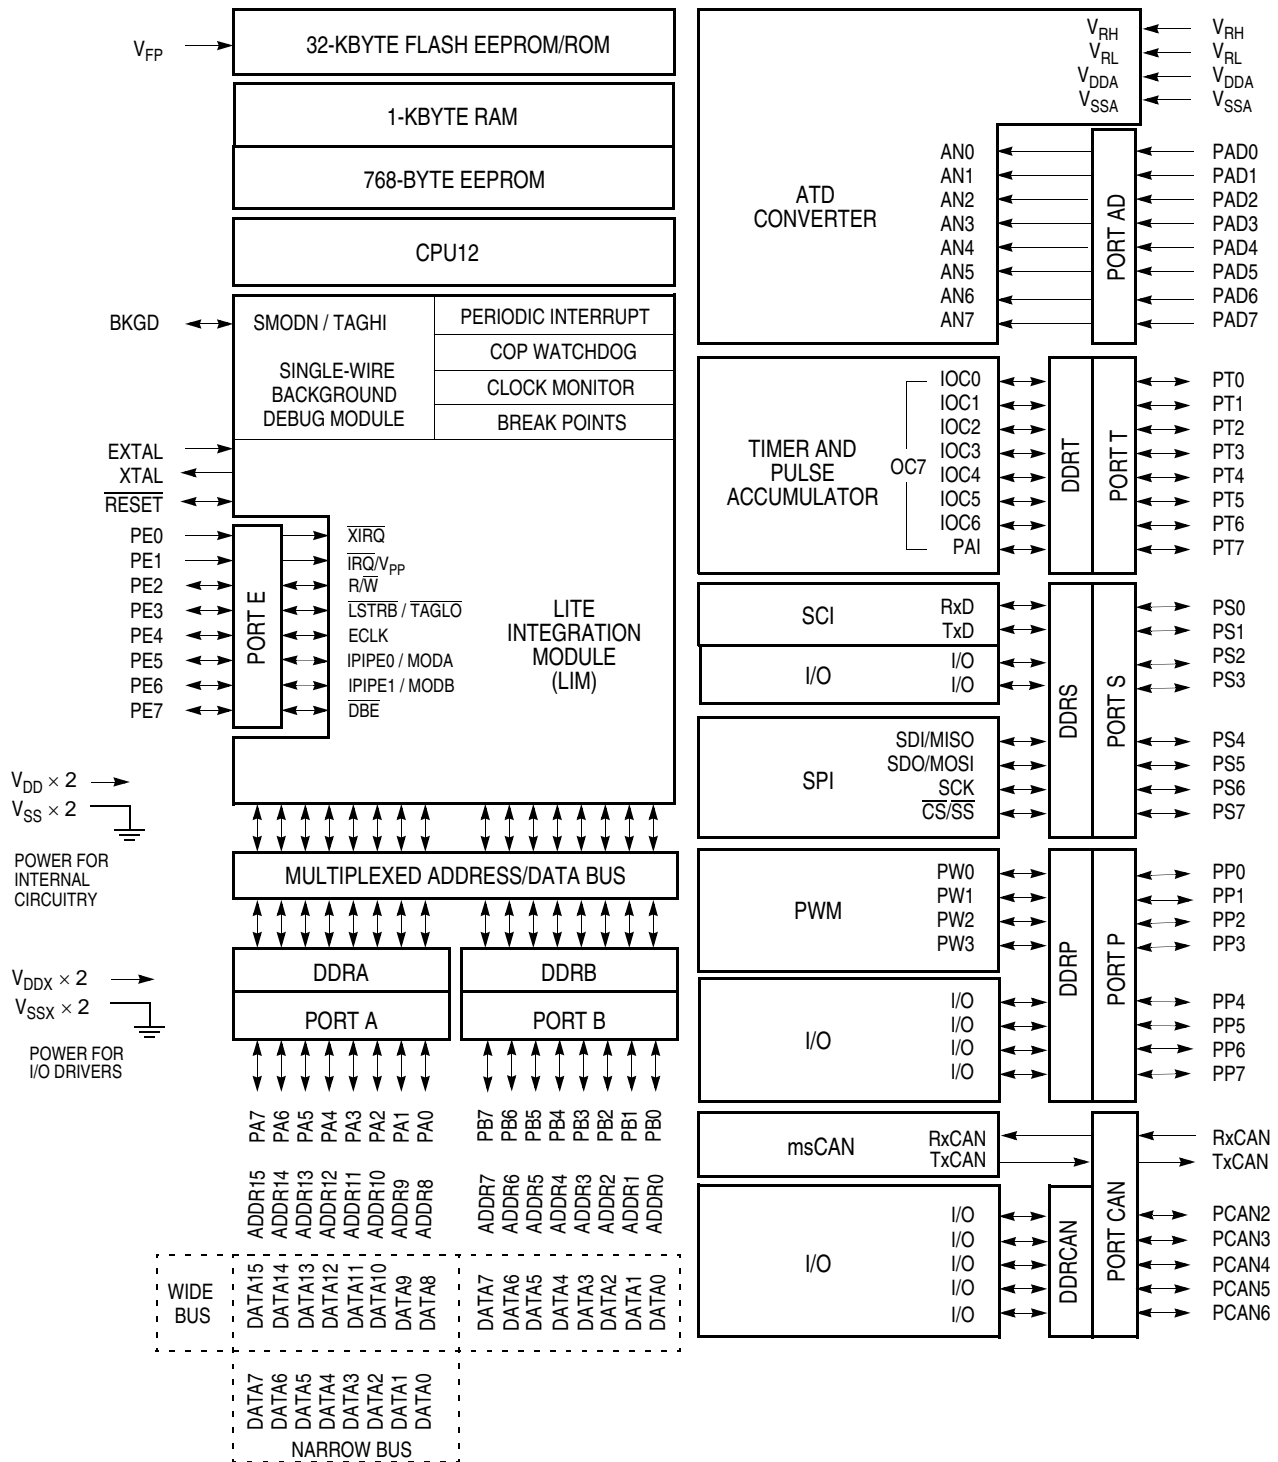 V_FP
32-KBYTE FLASH EEPROM/ROM
1-KBYTE RAM
768-BYTE EEPROM
CPU12
BKGD
SMODN / TAGHI
SINGLE-WIRE
BACKGROUND
DEBUG MODULE
PERIODIC INTERRUPT
COP WATCHDOG
CLOCK MONITOR
BREAK POINTS
EXTAL
XTAL
RESET
PE0
PE1
PE2
PE3
PE4
PE5
PE6
PE7
PORT E
XIRQ
IRQ/V_PP
R/W
LSTRB / TAGLO
ECLK
IPIPE0 / MODA
IPIPE1 / MODB
DBE
LITE
INTEGRATION
MODULE
(LIM)
V_DD × 2
V_SS × 2
POWER FOR
INTERNAL
CIRCUITRY
MULTIPLEXED ADDRESS/DATA BUS
V_DDX × 2
V_SSX × 2
POWER FOR
I/O DRIVERS
DDRA
PORT A
DDRB
PORT B
PA7
PA6
PA5
PA4
PA3
PA2
PA1
PA0
PB7
PB6
PB5
PB4
PB3
PB2
PB1
PB0
ADDR15
ADDR14
ADDR13
ADDR12
ADDR11
ADDR10
ADDR9
ADDR8
ADDR7
ADDR6
ADDR5
ADDR4
ADDR3
ADDR2
ADDR1
ADDR0
WIDE
BUS
DATA15
DATA14
DATA13
DATA12
DATA11
DATA10
DATA9
DATA8
DATA7
DATA6
DATA5
DATA4
DATA3
DATA2
DATA1
DATA0
DATA7
DATA6
DATA5
DATA4
DATA3
DATA2
DATA1
DATA0
NARROW BUS
ATD
CONVERTER
V_RH
V_RL
V_DDA
V_SSA
V_RH
V_RL
V_DDA
V_SSA
AN0
AN1
AN2
AN3
AN4
AN5
AN6
AN7
PORT AD
PAD0
PAD1
PAD2
PAD3
PAD4
PAD5
PAD6
PAD7
TIMER AND
PULSE
ACCUMULATOR
OC7
IOC0
IOC1
IOC2
IOC3
IOC4
IOC5
IOC6
PAI
DDRT
PORT T
PT0
PT1
PT2
PT3
PT4
PT5
PT6
PT7
SCI
RxD
TxD
I/O
I/O
I/O
SPI
SDI/MISO
SDO/MOSI
SCK
CS/SS
DDRS
PORT S
PS0
PS1
PS2
PS3
PS4
PS5
PS6
PS7
PWM
PW0
PW1
PW2
PW3
I/O
I/O
I/O
I/O
I/O
DDRP
PORT P
PP0
PP1
PP2
PP3
PP4
PP5
PP6
PP7
msCAN
RxCAN
TxCAN
I/O
I/O
I/O
I/O
I/O
I/O
DDRCAN
PORT CAN
RxCAN
TxCAN
PCAN2
PCAN3
PCAN4
PCAN5
PCAN6